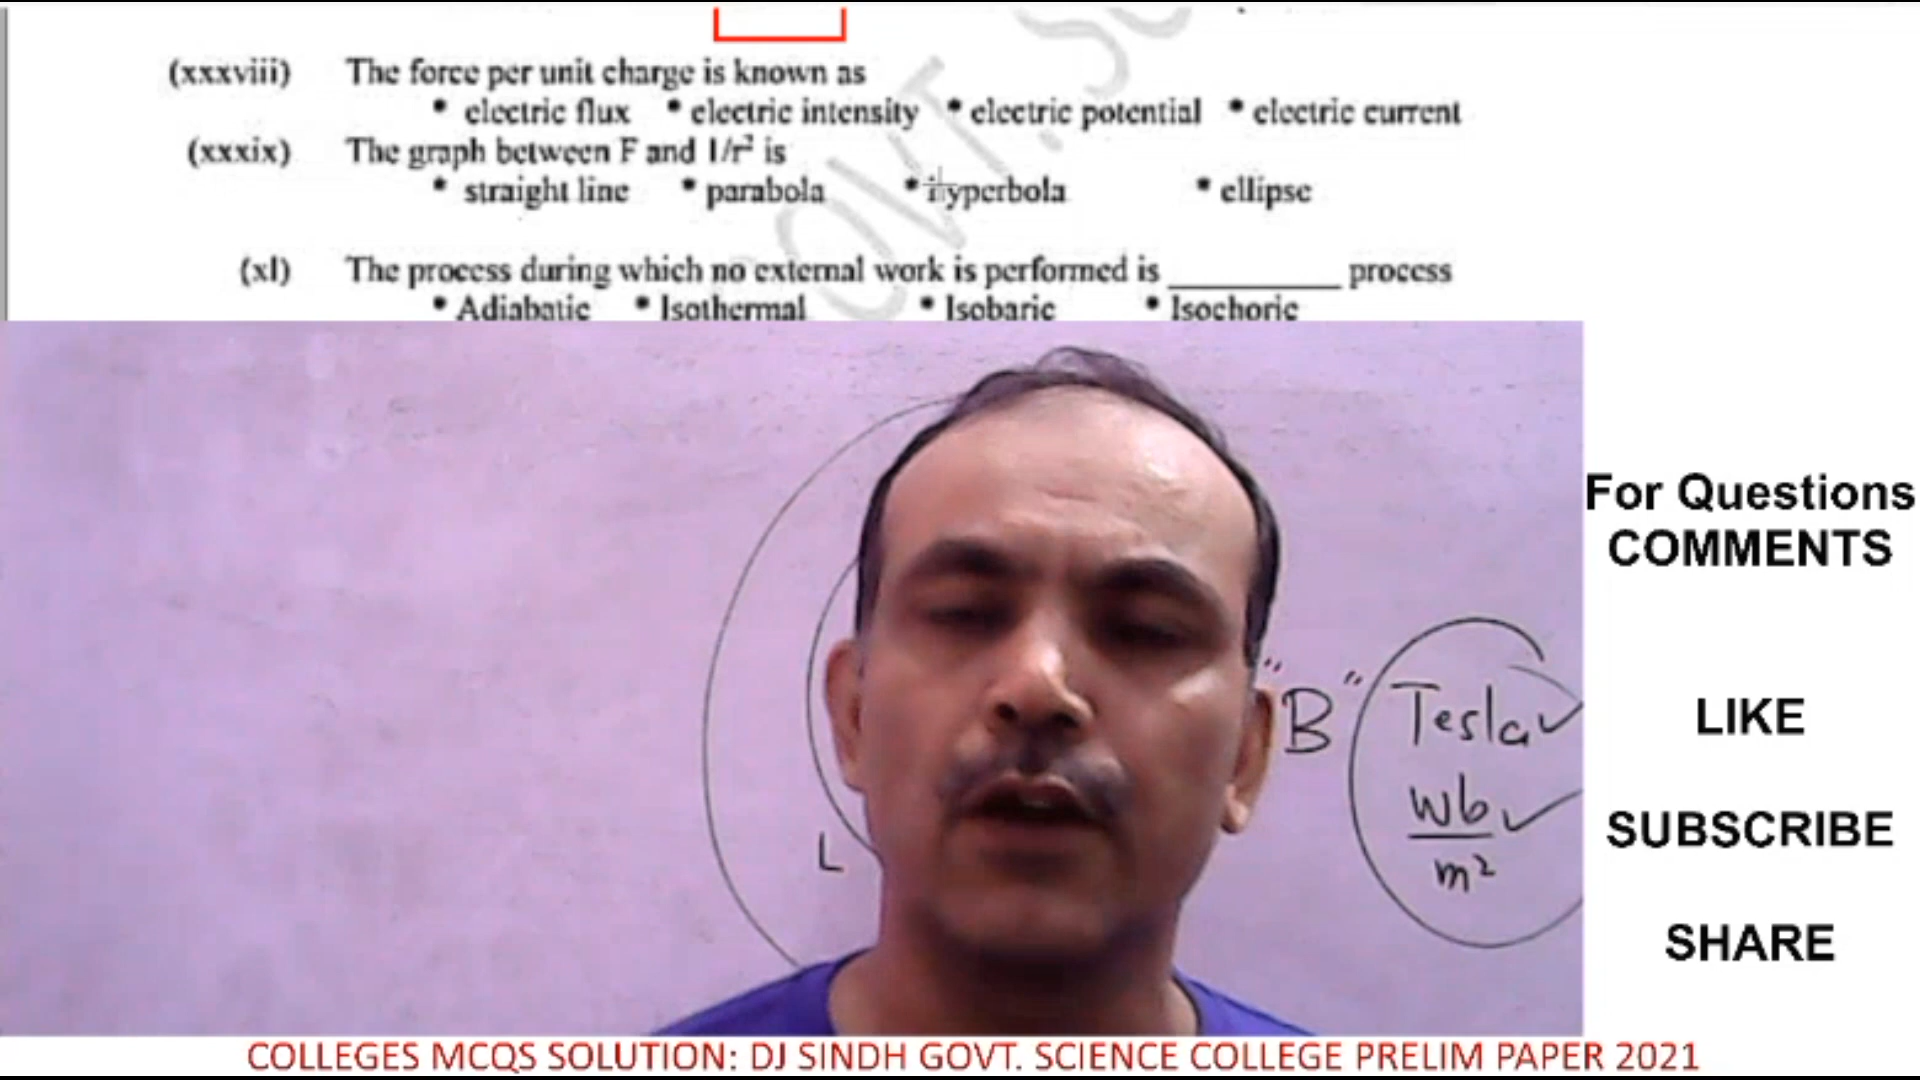 (xxxviii) The force per unit charge is known as
• electric flux • electric intensity • electric potential • electric current
(xxxix) The graph between F and 1/r² is
• straight line • parabola • hyperbola • ellipse
(xl) The process during which no external work is performed is __________ process
• Adiabatic • Isothermal • Isobaric • Isochoric
GOVT. SC
"B" Tesla
Wb
m²
L
For Questions
COMMENTS
LIKE
SUBSCRIBE
SHARE
COLLEGES MCQS SOLUTION: DJ SINDH GOVT. SCIENCE COLLEGE PRELIM PAPER 2021